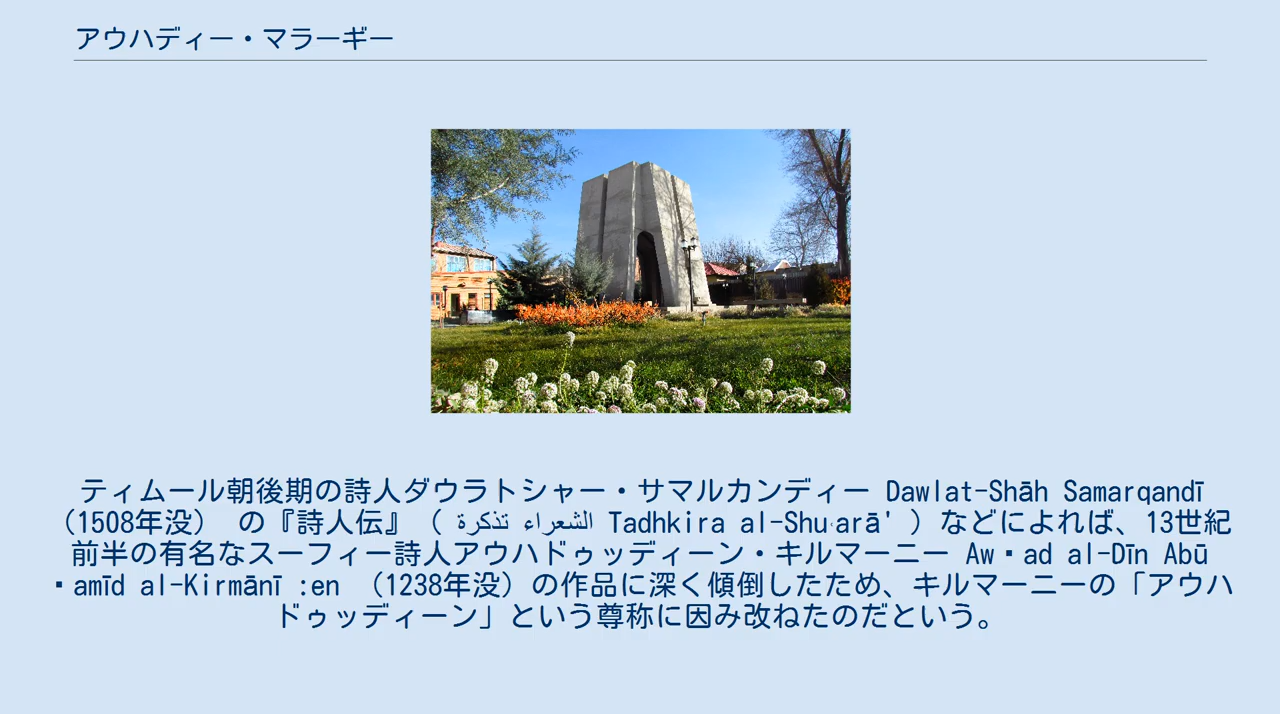 アウハディー・マラーギー
ティムール朝後期の詩人ダウラトシャー・サマルカンディー Dawlat-Shāh Samarqandī
（1508年没） の『詩人伝』（ الشعراء تذكرة Tadhkira al-Shuʿarā' ）などによれば、13世紀
前半の有名なスーフィー詩人アウハドゥッディーン・キルマーニー Aw▪ad al-Dīn Abū
▪amīd al-Kirmānī :en （1238年没）の作品に深く傾倒したため、キルマーニーの「アウハ
ドゥッディーン」という尊称に因み改ねたのだという。